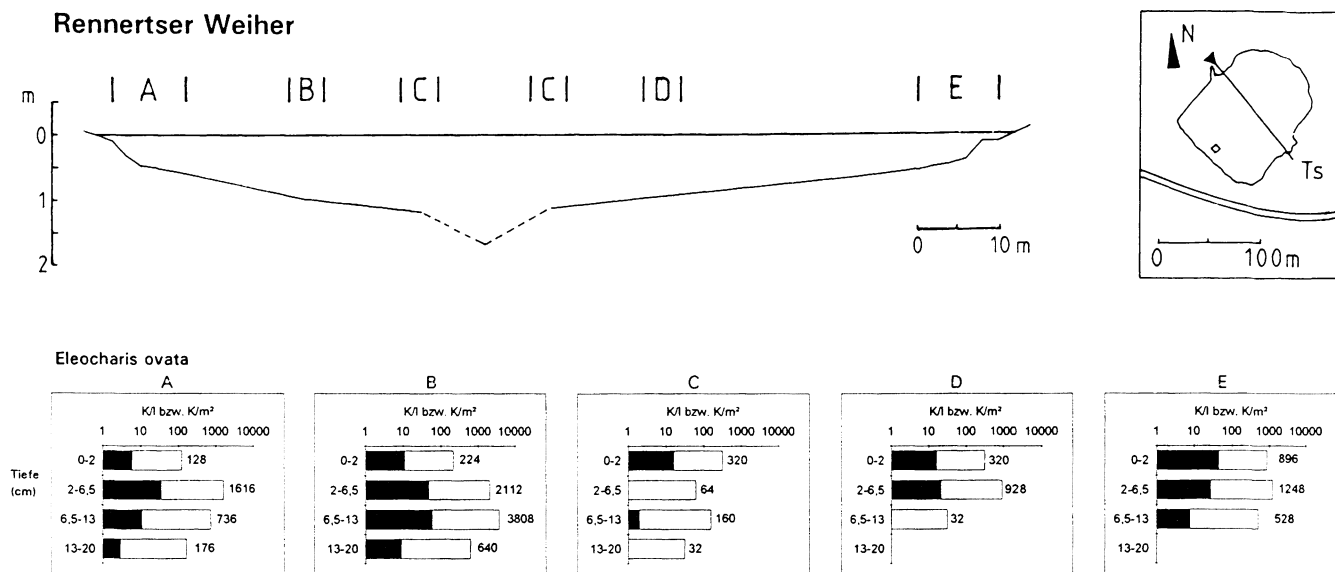 Rennertser Weiher
N
m | A | |B| |C| |C| |D| | E |
0
1
2
0 10 m
Ts
0 100m
Eleocharis ovata
A B C D E
K/l bzw. K/m² K/l bzw. K/m² K/l bzw. K/m² K/l bzw. K/m² K/l bzw. K/m²
1 10 100 1000 10000 1 10 100 1000 10000 1 10 100 1000 10000 1 10 100 1000 10000 1 10 100 1000 10000
Tiefe
(cm)
0-2 128 0-2 224 0-2 320 0-2 320 0-2 896
2-6,5 1616 2-6,5 2112 2-6,5 64 2-6,5 928 2-6,5 1248
6,5-13 736 6,5-13 3808 6,5-13 160 6,5-13 32 6,5-13 528
13-20 176 13-20 640 13-20 32 13-20 13-20